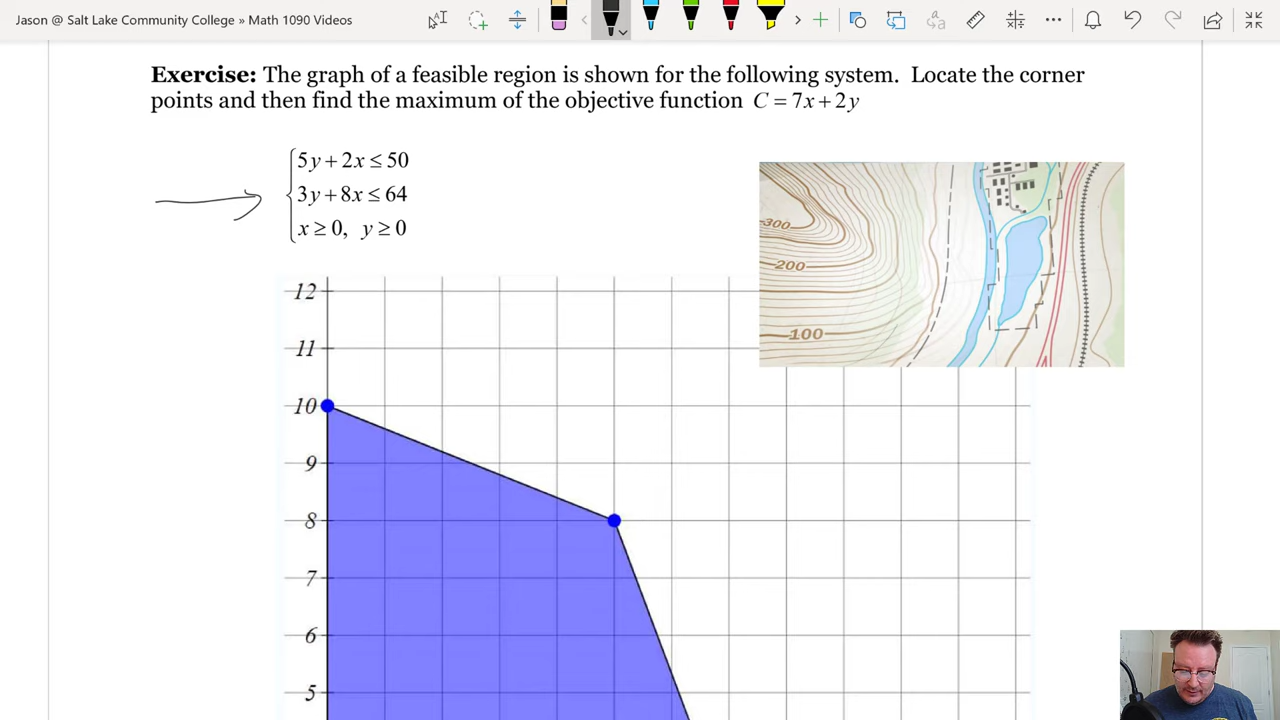 Jason @ Salt Lake Community College » Math 1090 Videos
Exercise: The graph of a feasible region is shown for the following system. Locate the corner
points and then find the maximum of the objective function C = 7x + 2y
5y + 2x ≤ 50
3y + 8x ≤ 64
x ≥ 0, y ≥ 0
300
200
100
12
11
10
9
8
7
6
5